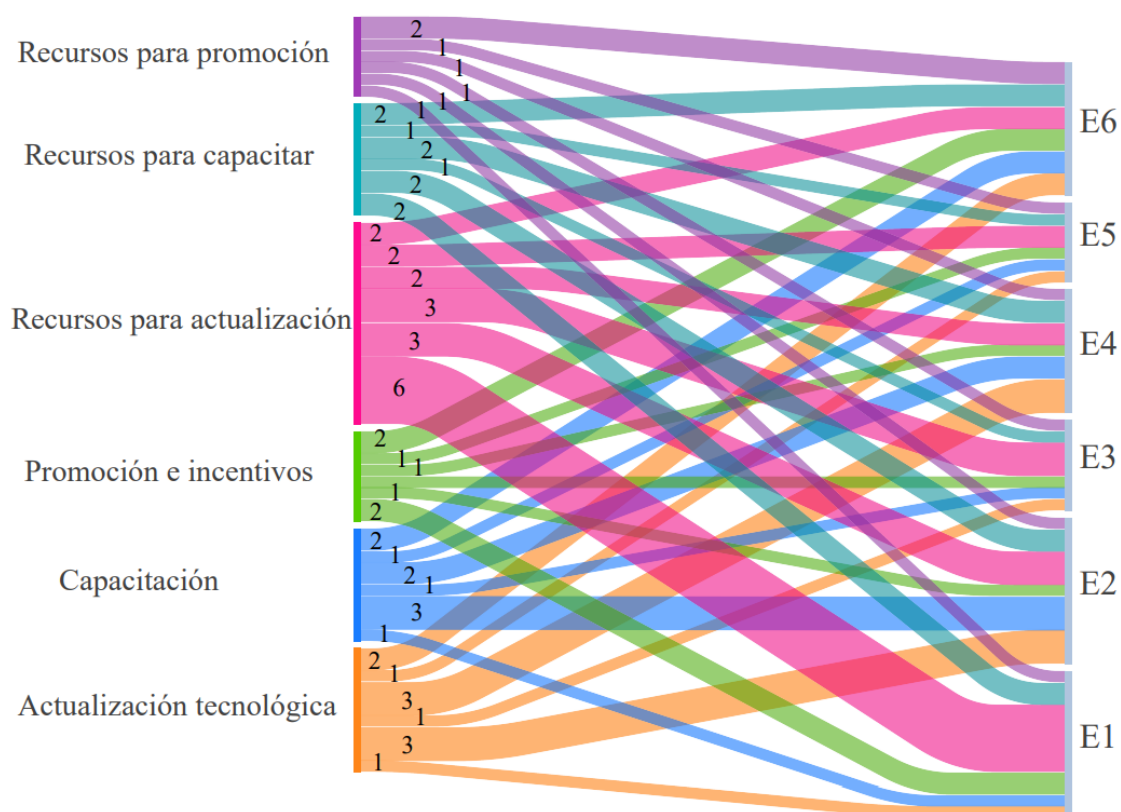 Recursos para promoción
2
1
1
1
1
1
E6
Recursos para capacitar
2
1
2
1
2
2
E5
Recursos para actualización
2
2
2
3
3
6
E4
Promoción e incentivos
2
1
1
1
2
E3
Capacitación
2
1
2
1
3
1
E2
Actualización tecnológica
2
1
3
1
3
1
E1